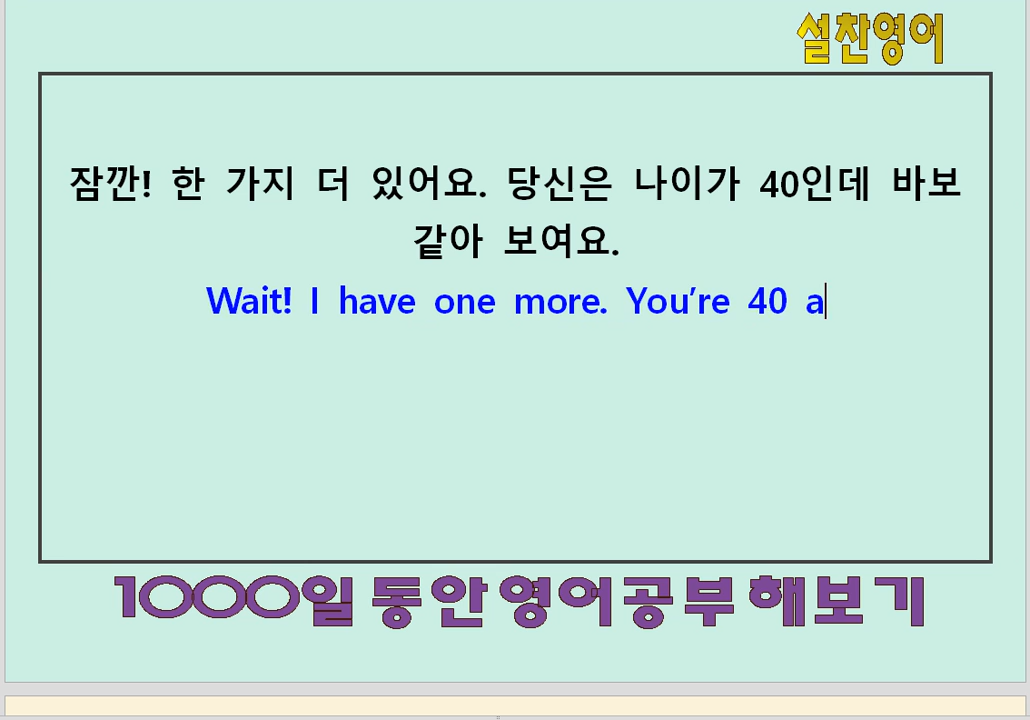 설찬영어
잠깐! 한 가지 더 있어요. 당신은 나이가 40인데 바보
같아 보여요.
Wait! I have one more. You’re 40 a
1000일 동안 영어공부 해보기